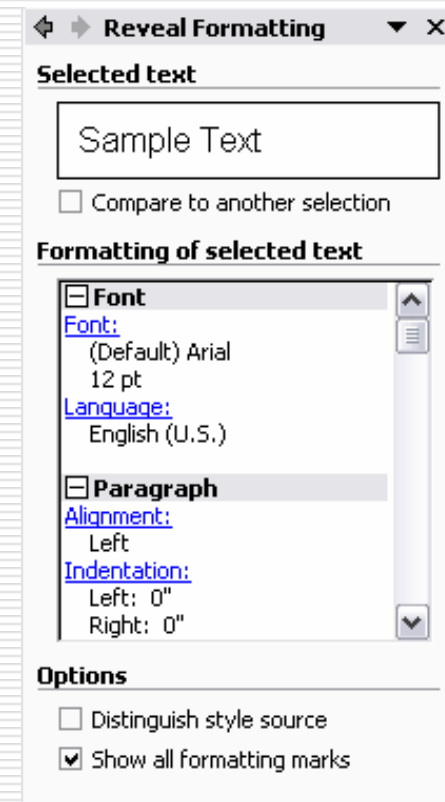 Reveal Formatting
Selected text
Sample Text
Compare to another selection
Formatting of selected text
Font
Font:
(Default) Arial
12 pt
Language:
English (U.S.)
Paragraph
Alignment:
Left
Indentation:
Left: 0"
Right: 0"
Options
Distinguish style source
Show all formatting marks